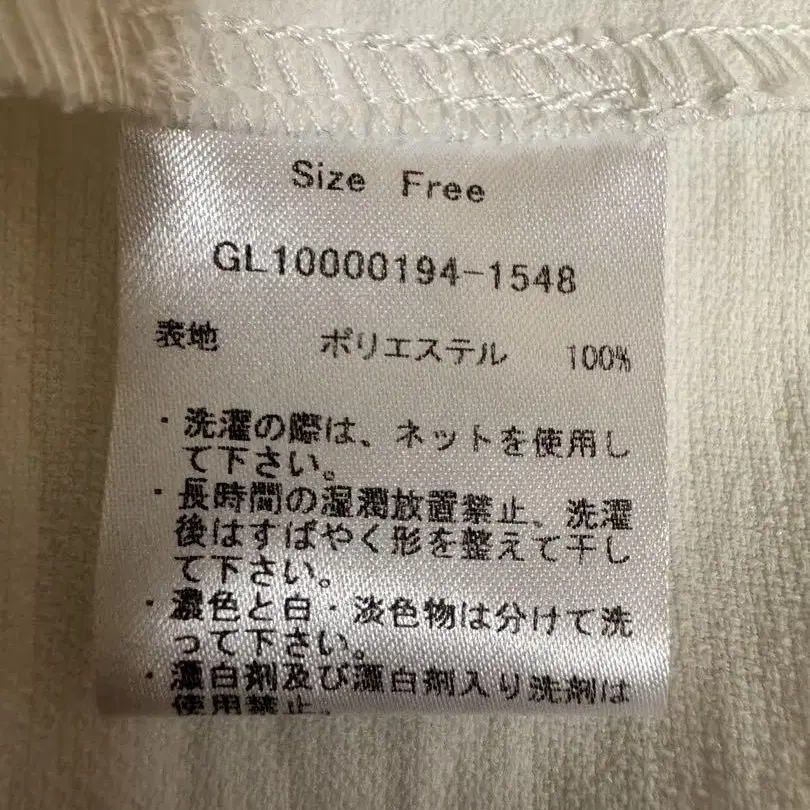 Size Free
GL10000194-1548
表地 ポリエステル 100%
・洗濯の際は、ネットを使用し
て下さい。
・長時間の湿潤放置禁止、洗濯
後はすばやく形を整えて干し
て下さい。
・濃色と白・淡色物は分けて洗
って下さい。
・漂白剤及び漂白剤入り洗剤は
使用禁止。